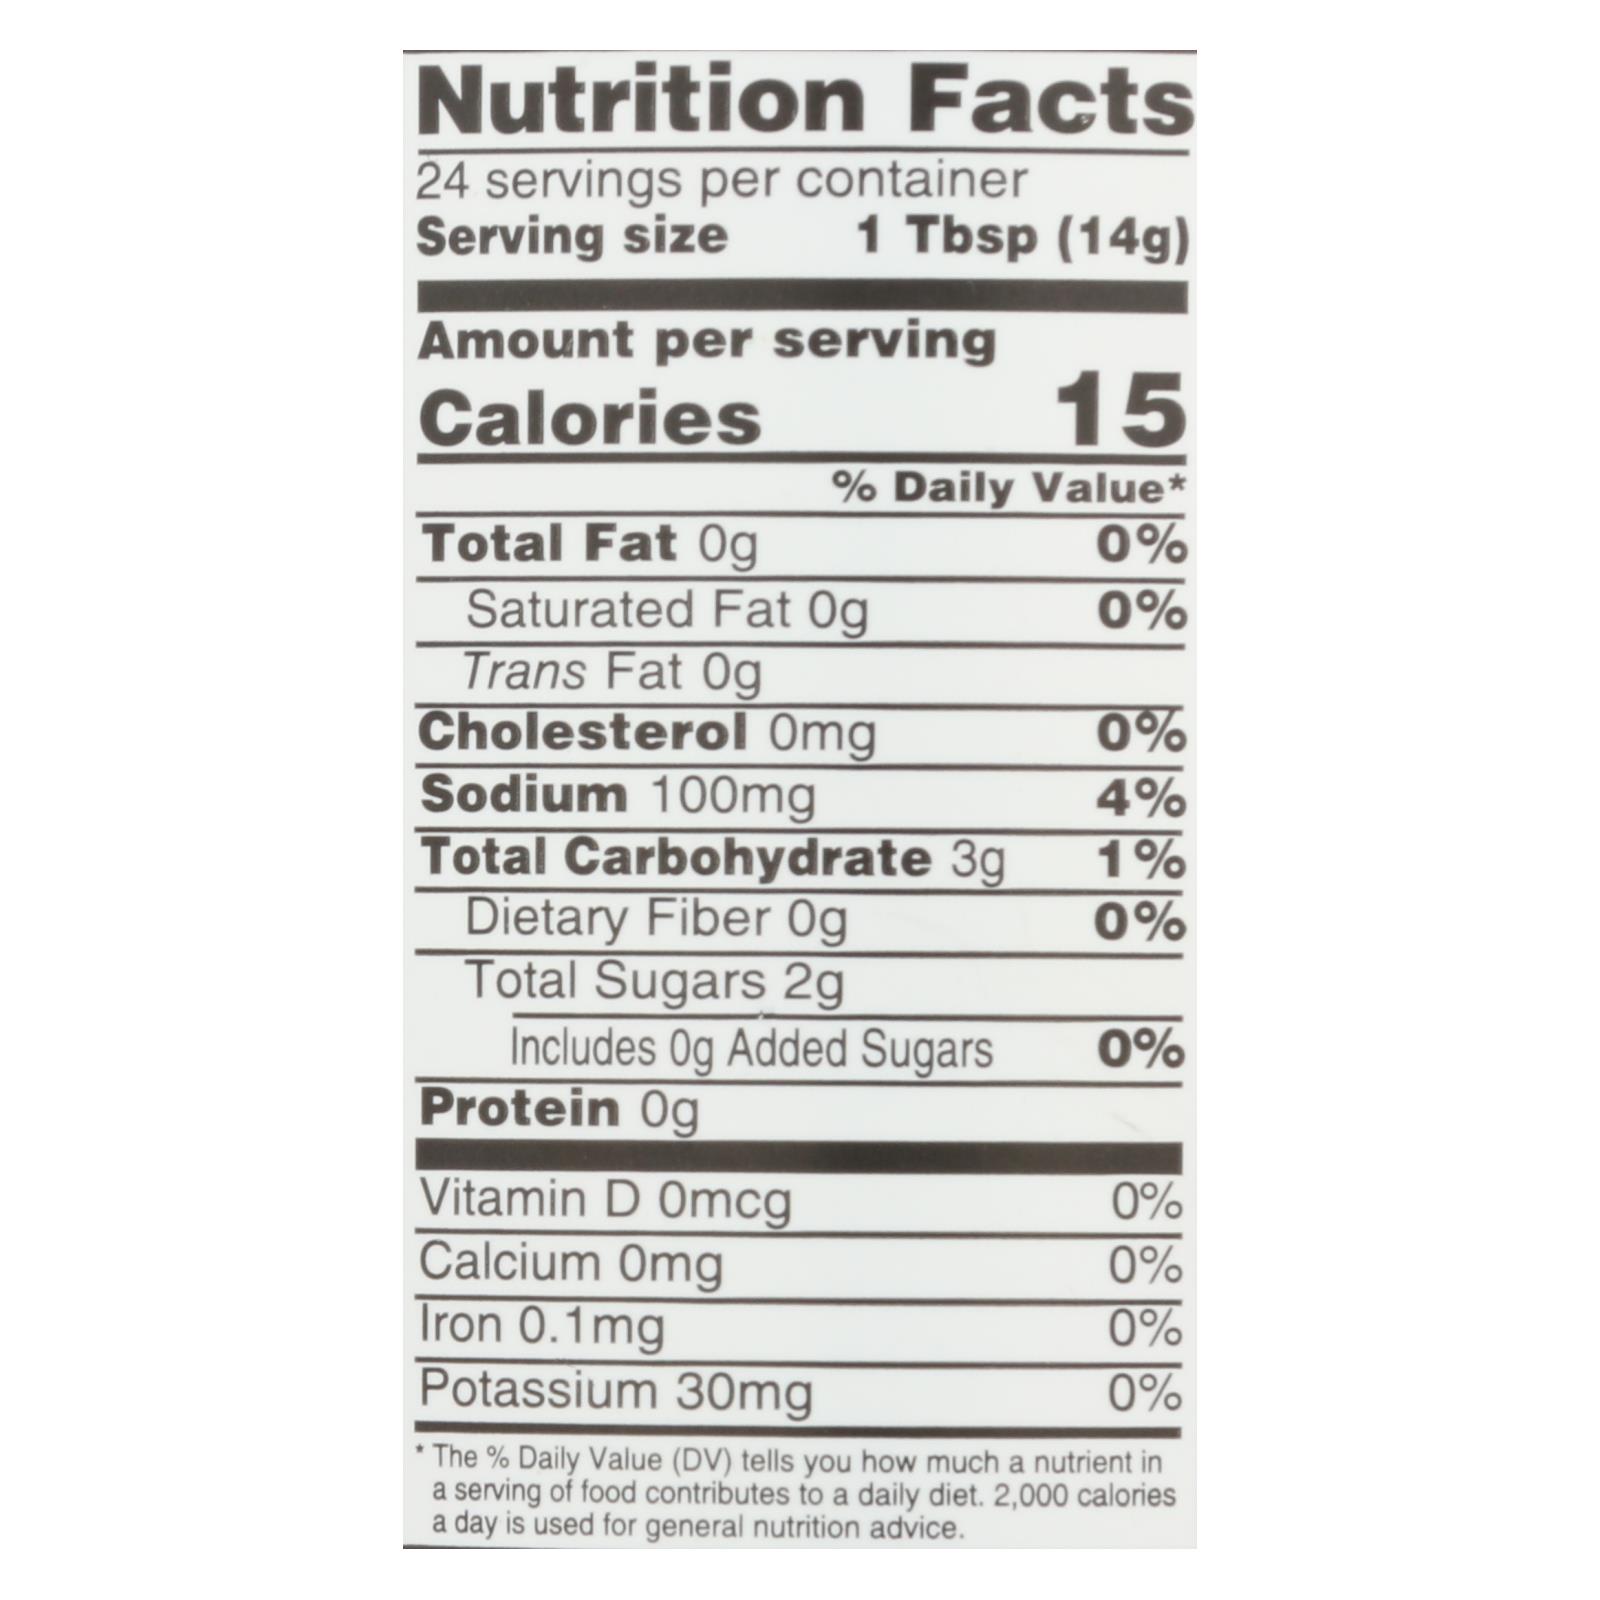 Nutrition Facts
24 servings per container
Serving size 1 Tbsp (14g)
Amount per serving
Calories 15
% Daily Value*
Total Fat 0g 0%
Saturated Fat 0g 0%
Trans Fat 0g
Cholesterol 0mg 0%
Sodium 100mg 4%
Total Carbohydrate 3g 1%
Dietary Fiber 0g 0%
Total Sugars 2g
Includes 0g Added Sugars 0%
Protein 0g
Vitamin D 0mcg 0%
Calcium 0mg 0%
Iron 0.1mg 0%
Potassium 30mg 0%
* The % Daily Value (DV) tells you how much a nutrient in
a serving of food contributes to a daily diet. 2,000 calories
a day is used for general nutrition advice.